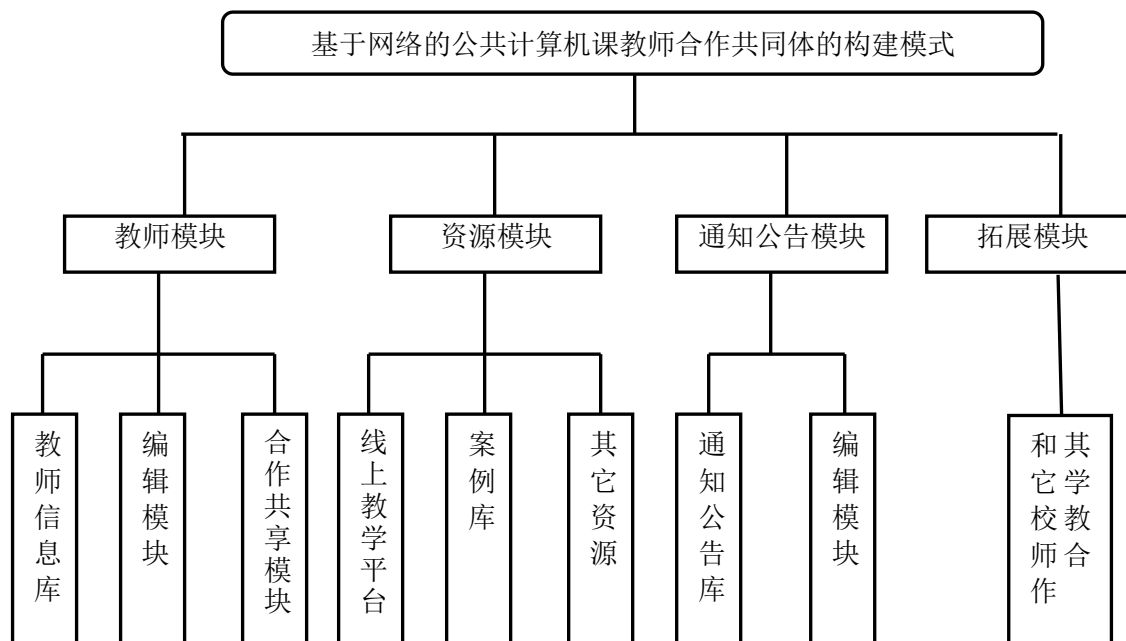 基于网络的公共计算机课教师合作共同体的构建模式
教师模块
资源模块
通知公告模块
拓展模块
教师信息库
编辑模块
合作共享模块
线上教学平台
案例库
其它资源
通知公告库
编辑模块
和其
它学
校教
师合
作